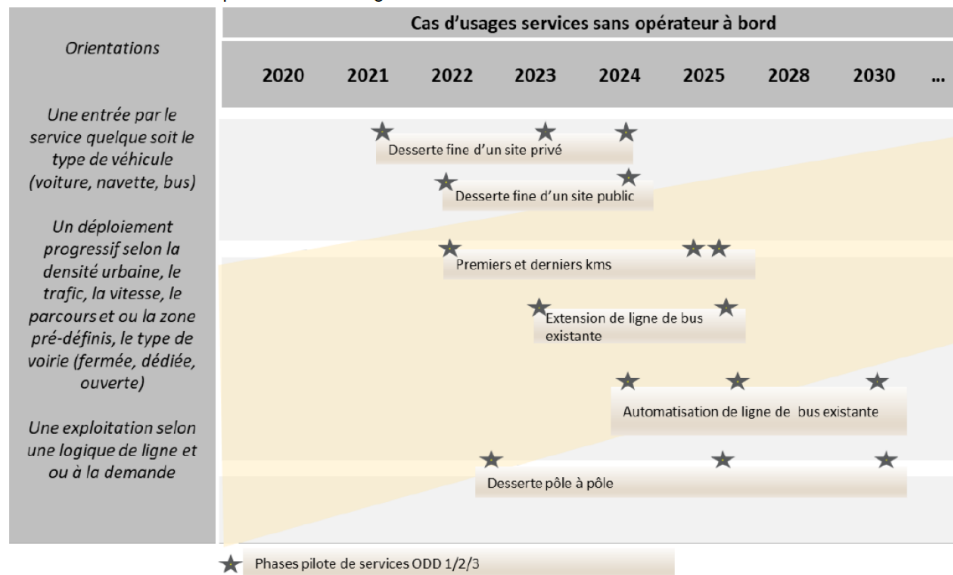 Cas d'usages services sans opérateur à bord
Orientations
2020 2021 2022 2023 2024 2025 2028 2030 ...
Une entrée par le
service quelque soit le
type de véhicule
(voiture, navette, bus)
Un déploiement
progressif selon la
densité urbaine, le
trafic, la vitesse, le
parcours et ou la zone
pré-définis, le type de
voirie (fermée, dédiée,
ouverte)
Une exploitation selon
une logique de ligne et
ou à la demande
Desserte fine d'un site privé
Desserte fine d'un site public
Premiers et derniers kms
Extension de ligne de bus
existante
Automatisation de ligne de bus existante
Desserte pôle à pôle
Phases pilote de services ODD 1/2/3